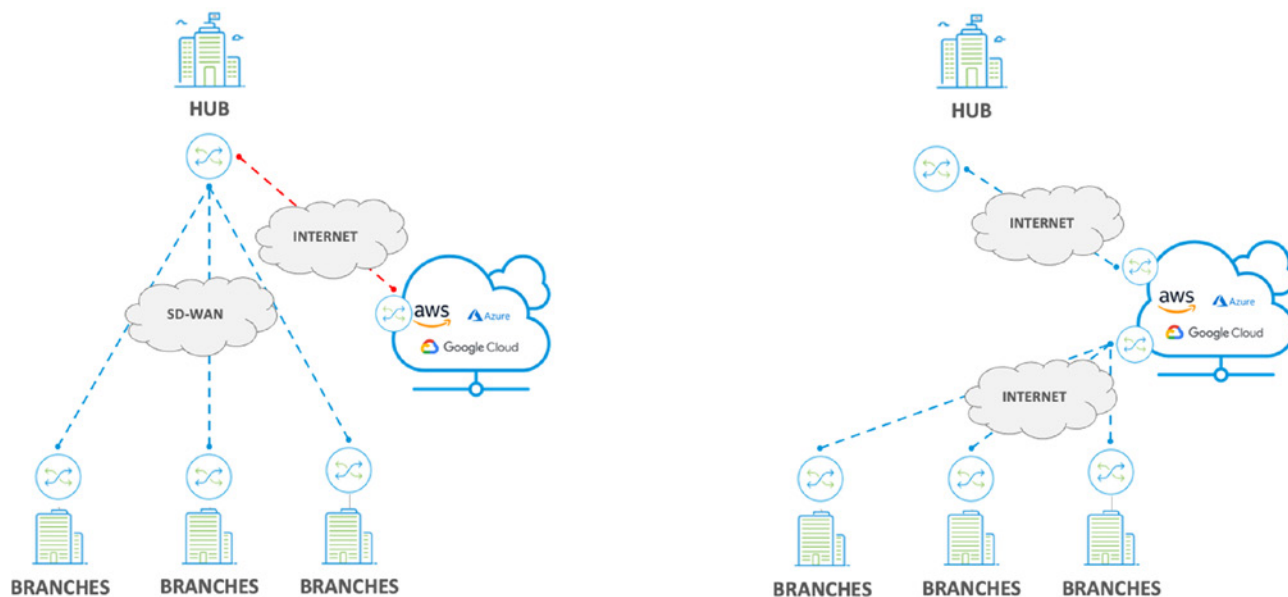 HUB
INTERNET
SD-WAN
aws
Azure
Google Cloud
BRANCHES
BRANCHES
BRANCHES
HUB
INTERNET
aws
Azure
Google Cloud
INTERNET
BRANCHES
BRANCHES
BRANCHES